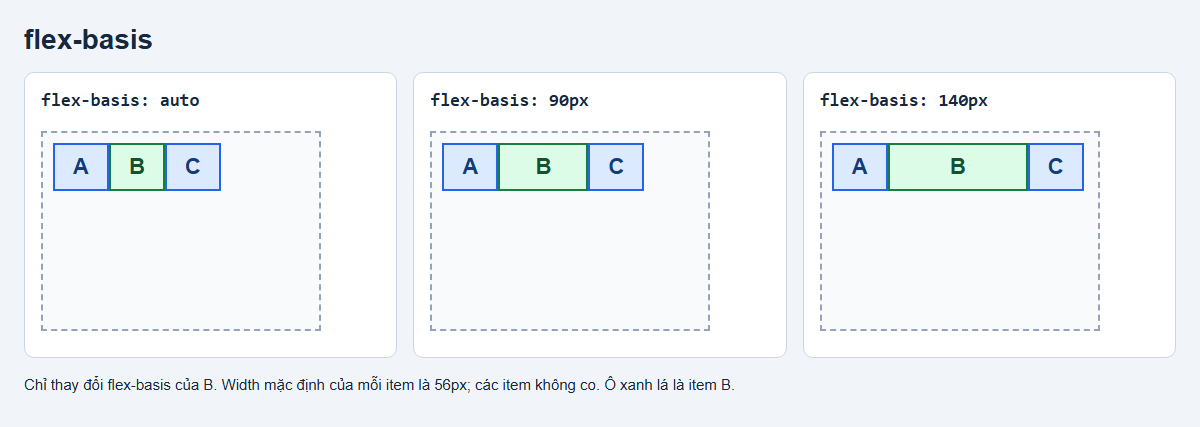 flex-basis
flex-basis: auto
A B C
flex-basis: 90px
A B C
flex-basis: 140px
A B C
Chỉ thay đổi flex-basis của B. Width mặc định của mỗi item là 56px; các item không co. Ô xanh lá là item B.